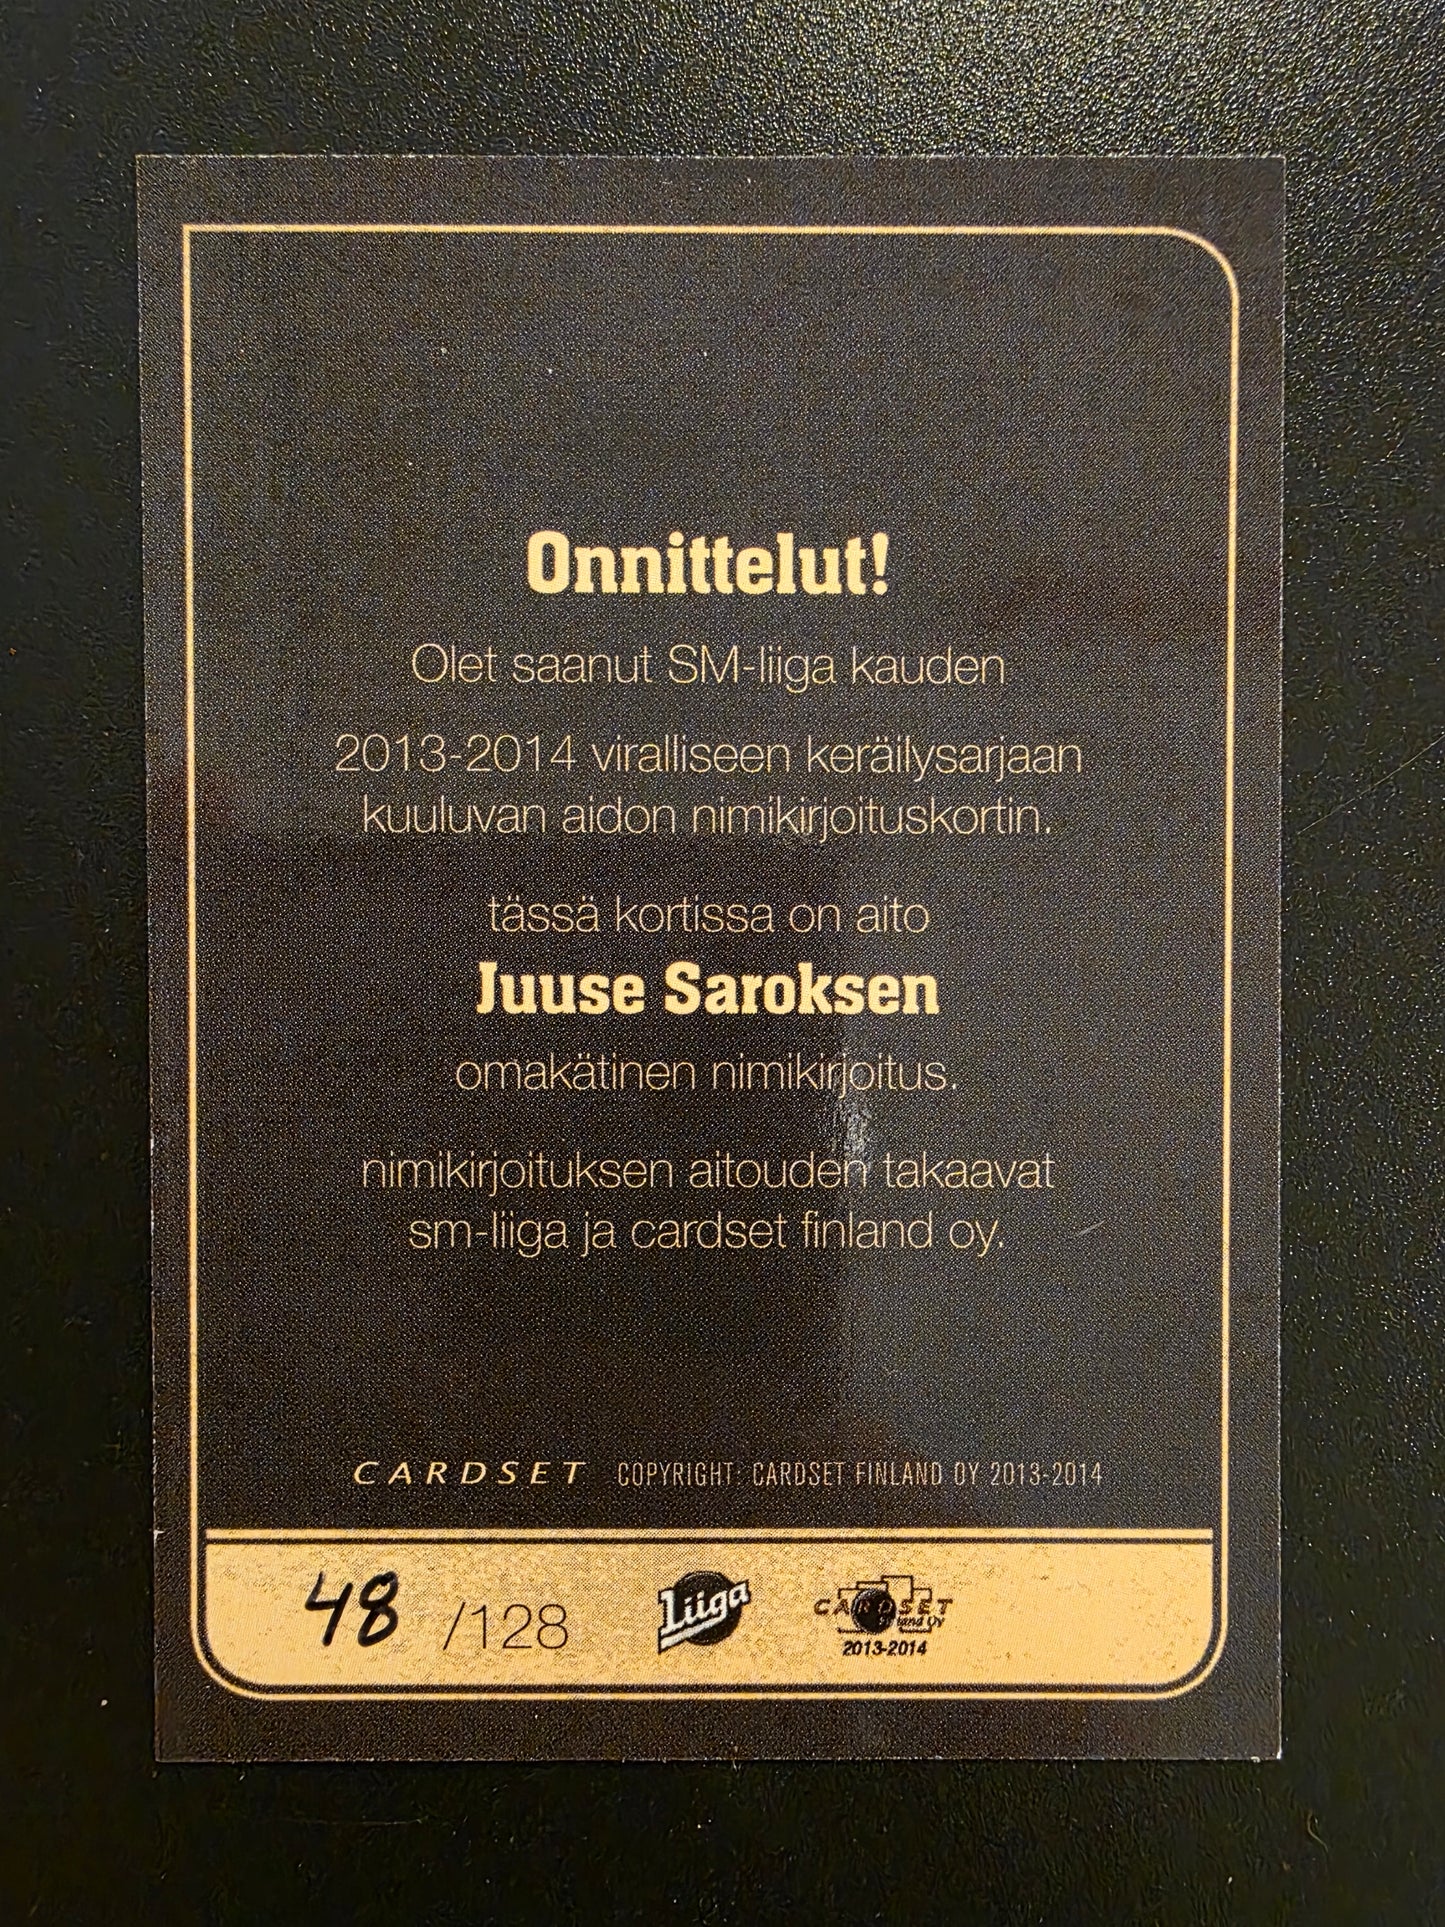 Onnittelut!
Olet saanut SM-liiga kauden
2013-2014 viralliseen keräilysarjaan
kuuluvan aidon nimikirjoituskortin.
tässä kortissa on aito
Juuse Saroksen
omakätinen nimikirjoitus.
nimikirjoituksen aitouden takaavat
sm-liiga ja cardset finland oy.
CARDSET COPYRIGHT: CARDSET FINLAND OY 2013-2014
48 /128
Liiga
CARDSET
Finland Oy
2013-2014